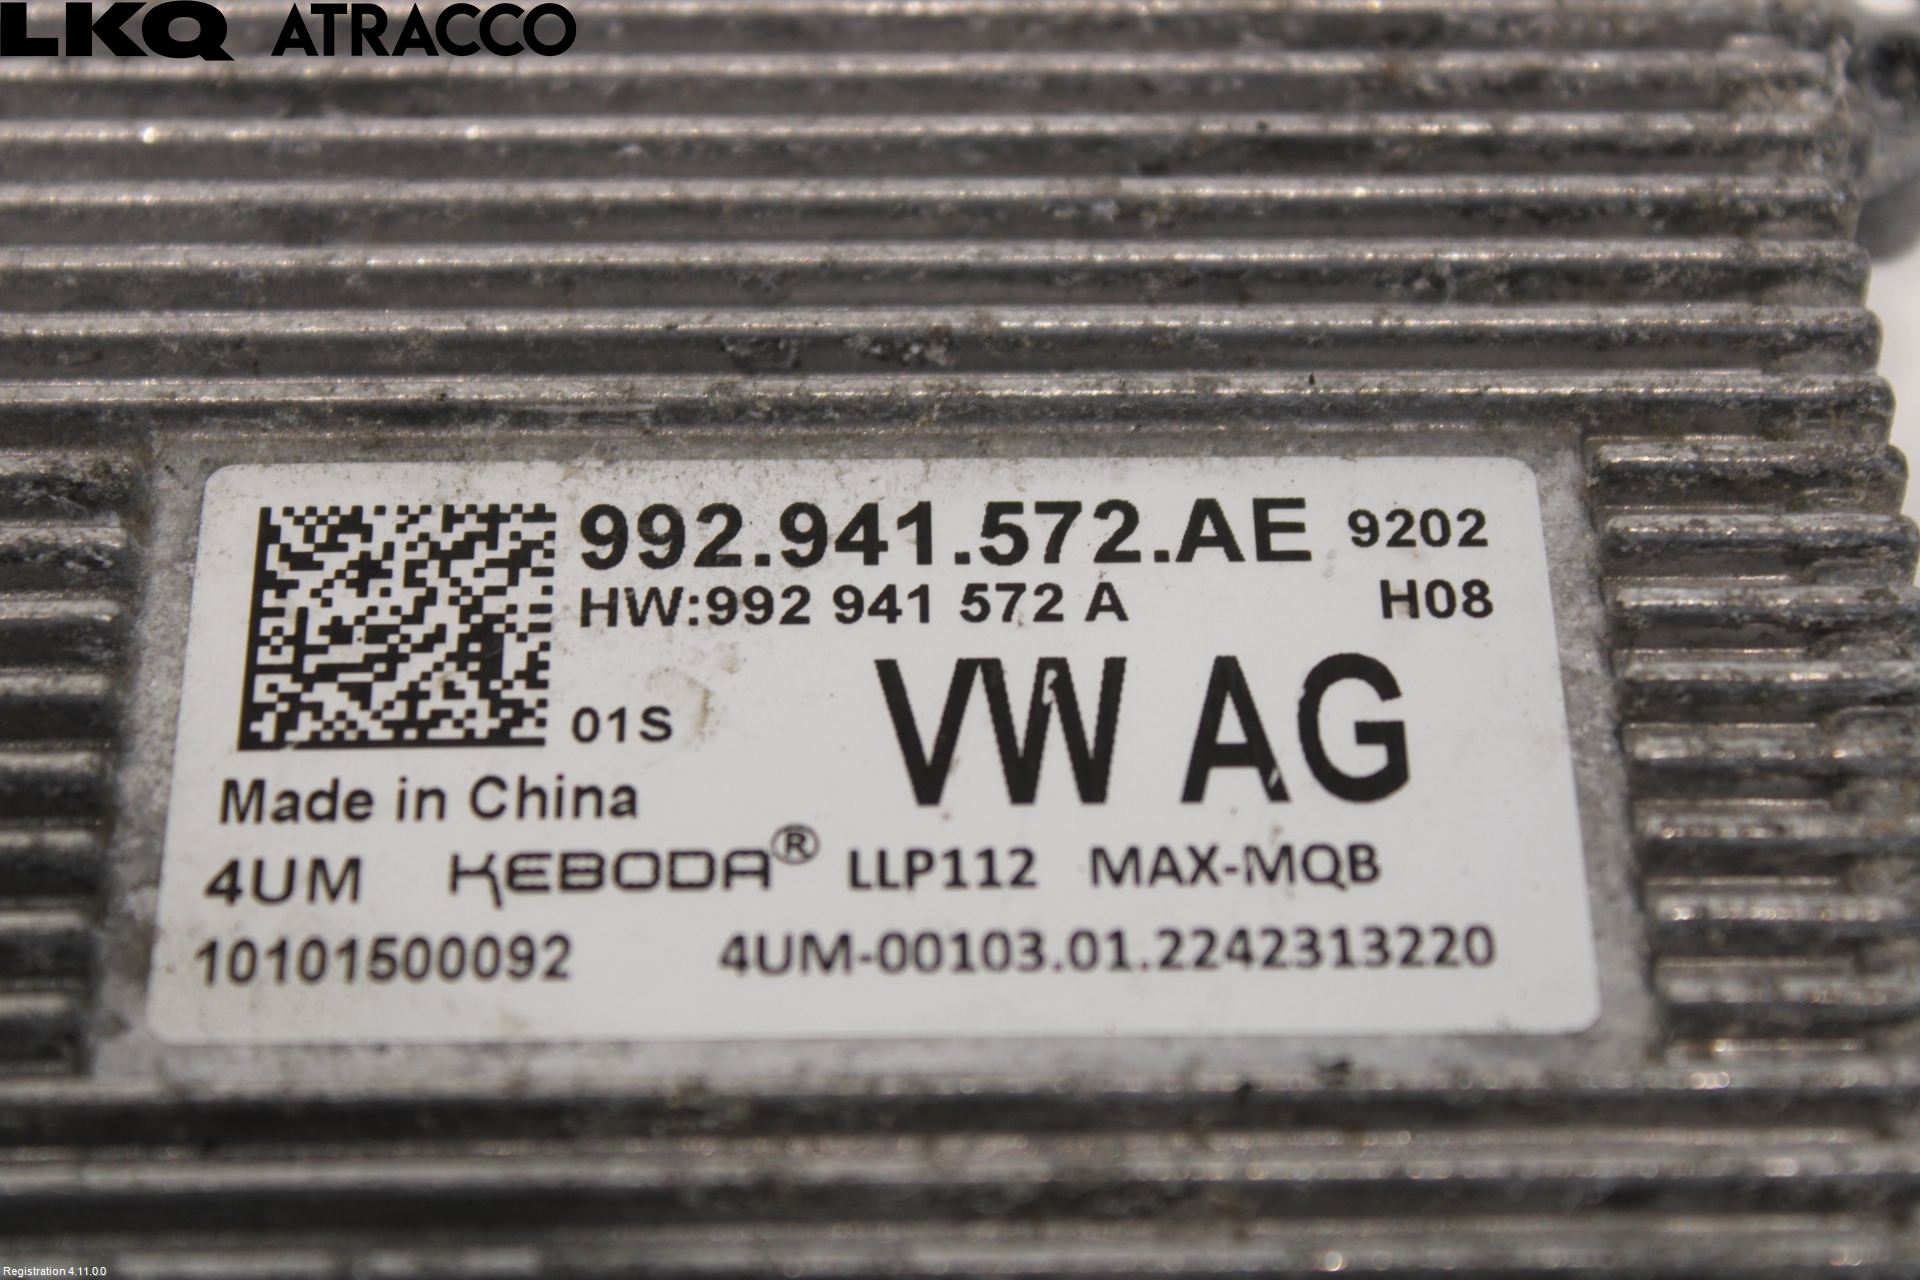 LKQ ATRACCO
992.941.572.AE 9202
HW:992 941 572 A H08
01S VW AG
Made in China
4UM KEBODA® LLP112 MAX-MQB
10101500092 4UM-00103.01.2242313220
Registration 4.11.0.0